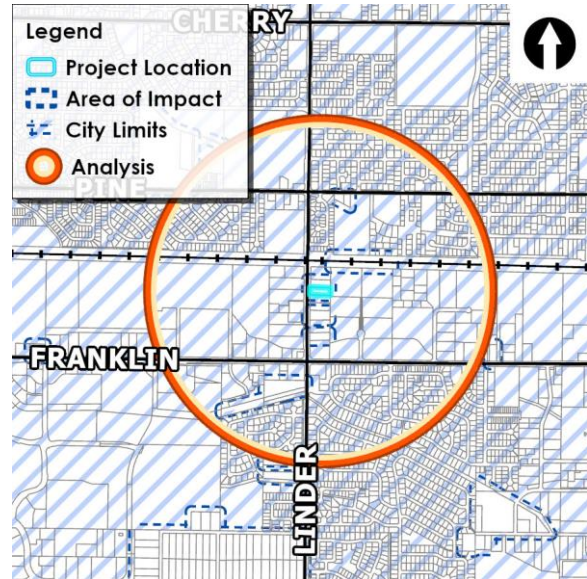 CHERRY
Legend
Project Location
Area of Impact
City Limits
Analysis
PINE
FRANKLIN
LINDER